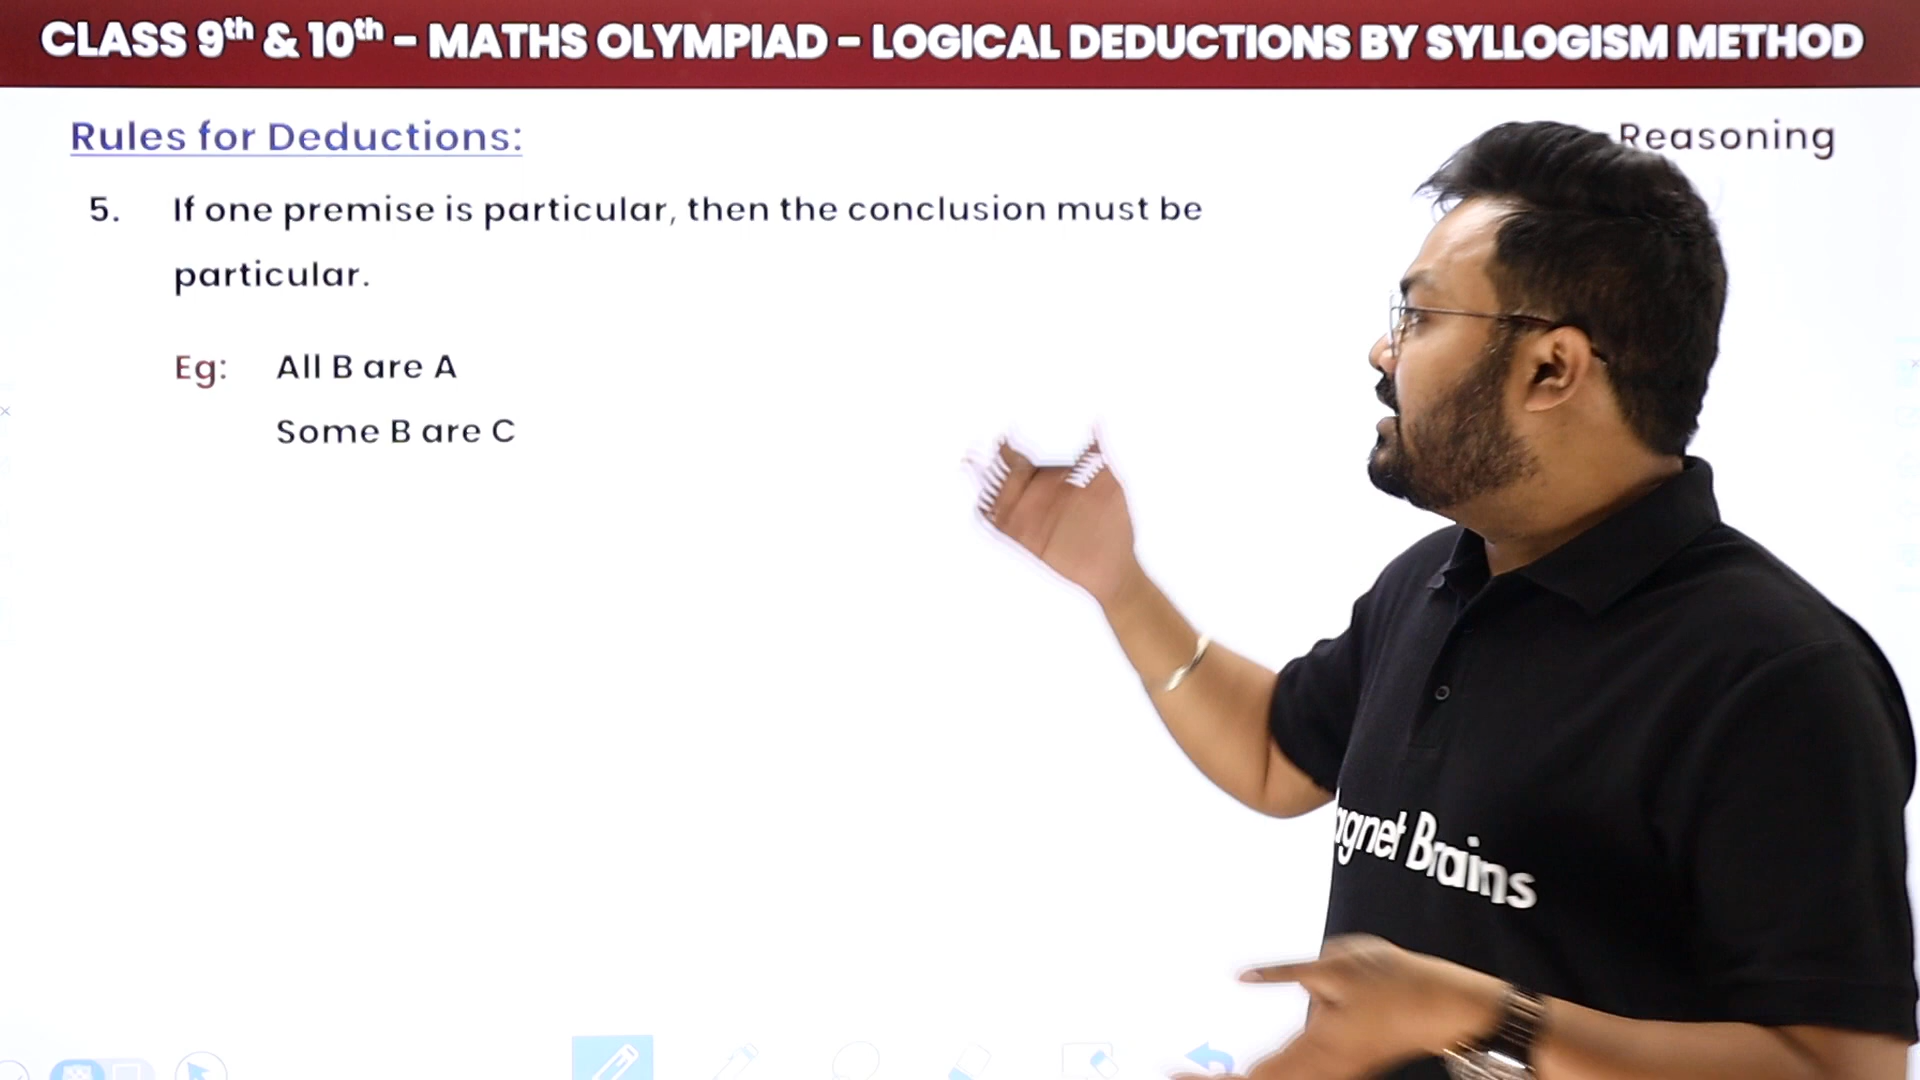 CLASS 9th & 10th - MATHS OLYMPIAD - LOGICAL DEDUCTIONS BY SYLLOGISM METHOD
Rules for Deductions:
Reasoning
5. If one premise is particular, then the conclusion must be
particular.
Eg: All B are A
Some B are C
agnet Brains